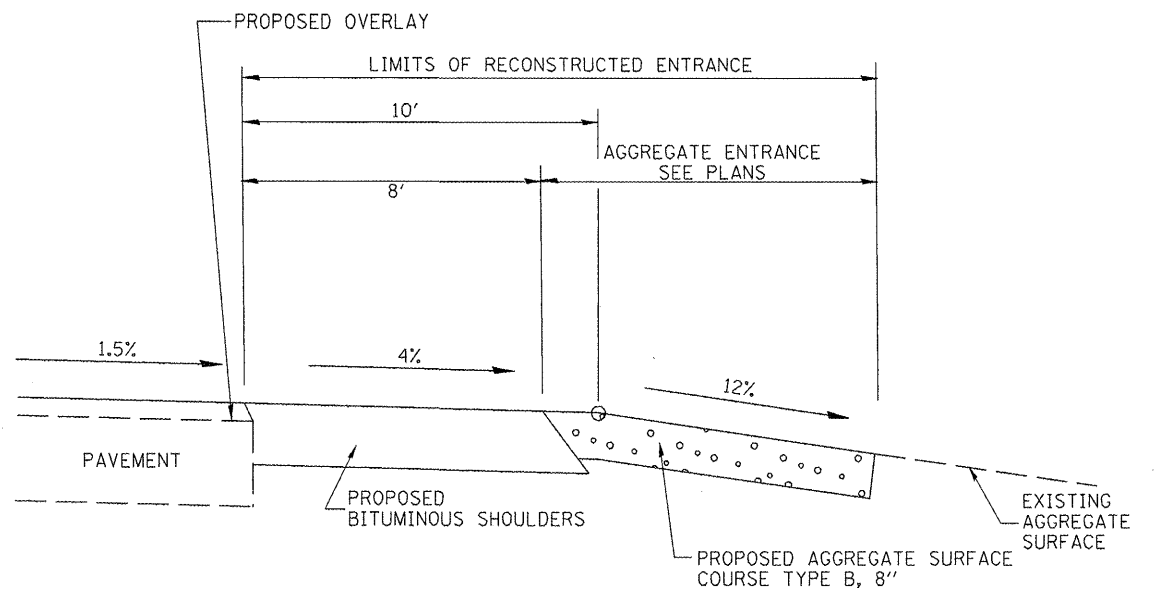 PROPOSED OVERLAY
LIMITS OF RECONSTRUCTED ENTRANCE
10'
AGGREGATE ENTRANCE
SEE PLANS
8'
1.5%
4%
12%
PAVEMENT
PROPOSED
BITUMINOUS SHOULDERS
EXISTING
AGGREGATE
SURFACE
PROPOSED AGGREGATE SURFACE
COURSE TYPE B, 8"